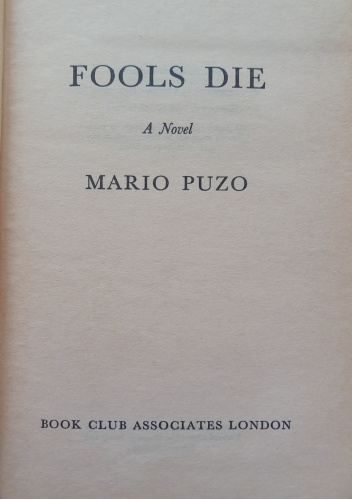 FOOLS DIE
A Novel
MARIO PUZO
BOOK CLUB ASSOCIATES LONDON